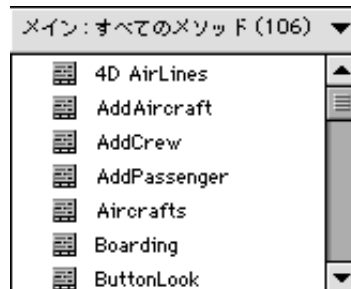 メイン:すべてのメソッド(106)
4D AirLines
AddAircraft
AddCrew
AddPassenger
Aircrafts
Boarding
ButtonLook